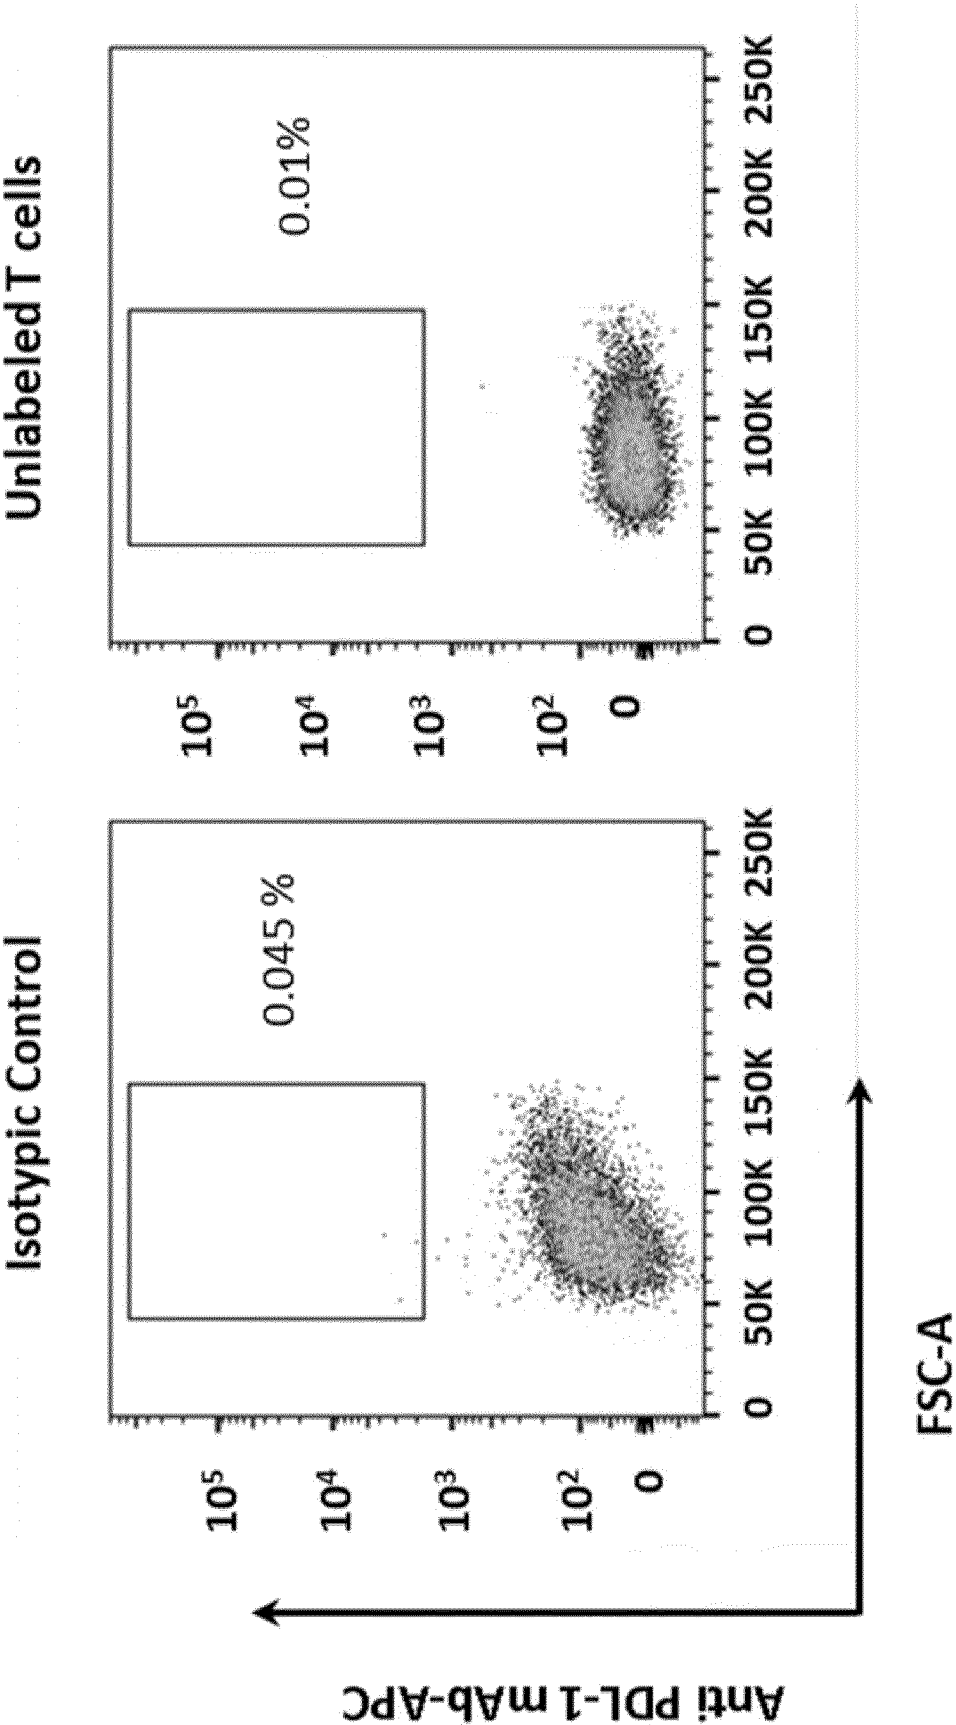 Isotypic Control
Unlabeled T cells
0.045 %
0.01%
10⁵
10⁴
10³
10²
0
10⁵
10⁴
10³
10²
0
0 50K 100K 150K 200K 250K
0 50K 100K 150K 200K 250K
Anti PDL-1 mAb-APC
FSC-A